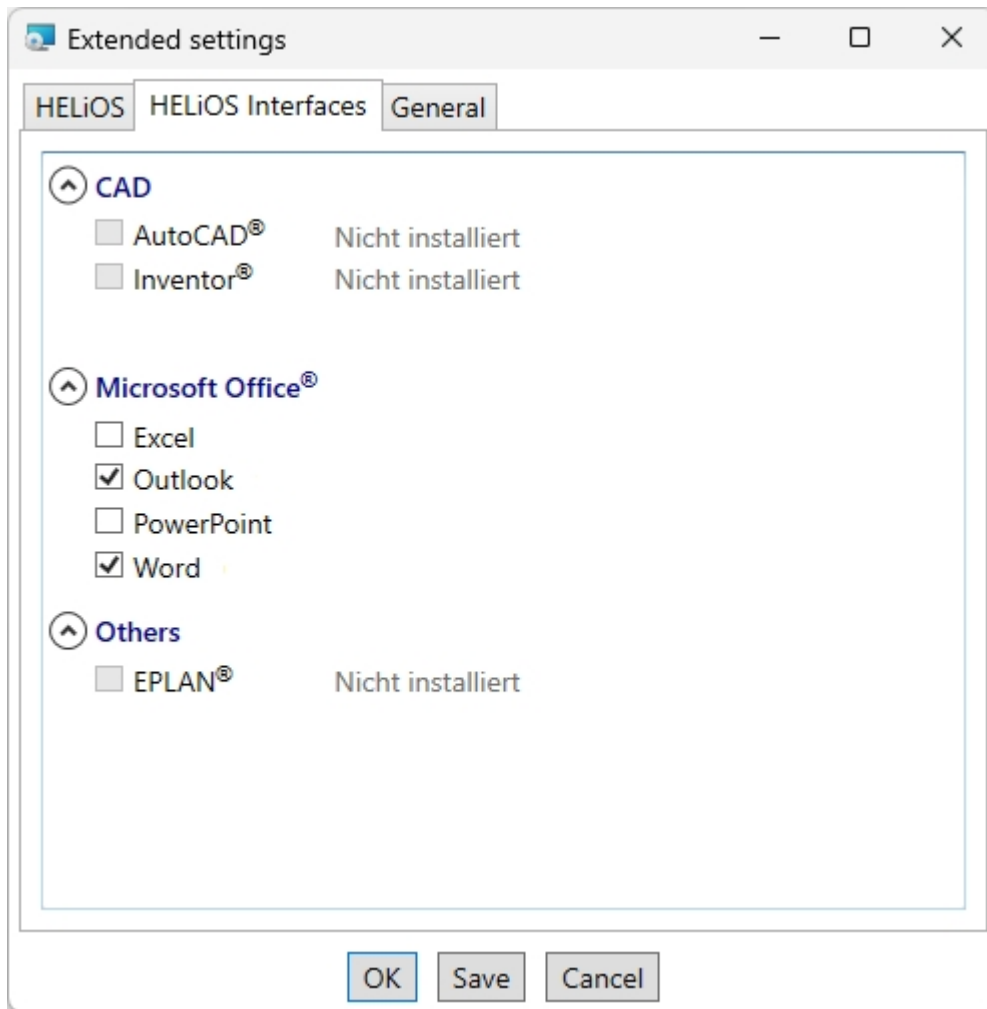 Extended settings
HELiOS HELiOS Interfaces General
CAD
AutoCAD® Nicht installiert
Inventor® Nicht installiert
Microsoft Office®
Excel
Outlook
PowerPoint
Word
Others
EPLAN® Nicht installiert
OK Save Cancel